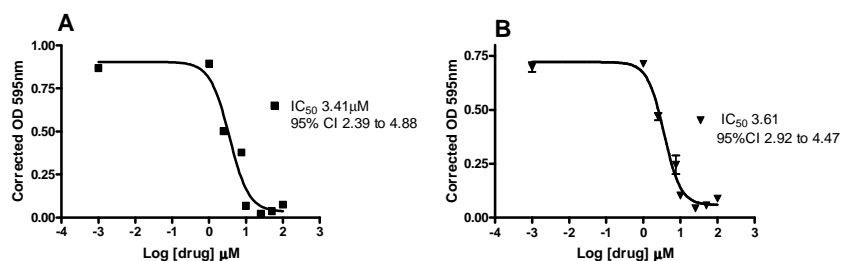 A
Corrected OD 595nm
1.00
0.75
0.50
0.25
0.00
-4 -3 -2 -1 0 1 2 3
Log [drug] μM
IC50 3.41μM
95% CI 2.39 to 4.88
B
Corrected OD 595nm
0.75
0.50
0.25
0.00
-4 -3 -2 -1 0 1 2 3
Log [drug] μM
IC50 3.61
95%CI 2.92 to 4.47